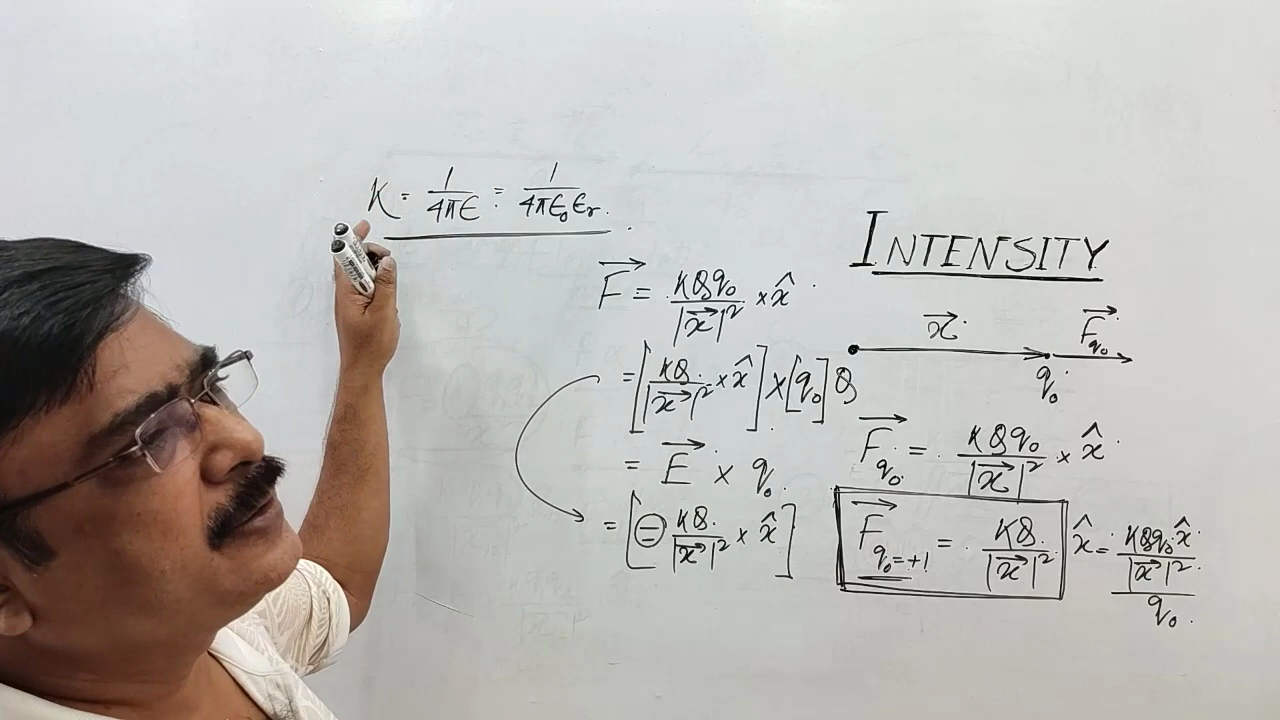 K = 1/4πϵ = 1/4πϵ₀ϵᵣ.
F⃗ = KQq₀/|x⃗|² × x̂
= [KQ/|x⃗|² × x̂] × [q₀]
= E⃗ × q₀
= [⊖ KQ/|x⃗|² × x̂]
INTENSITY
x⃗ F⃗q₀
q₀
Q
F⃗q₀ = KQq₀/|x⃗|² × x̂
F⃗q₀=+1 = KQ/|x⃗|² x̂ = KQq₀x̂/|x⃗|²/q₀